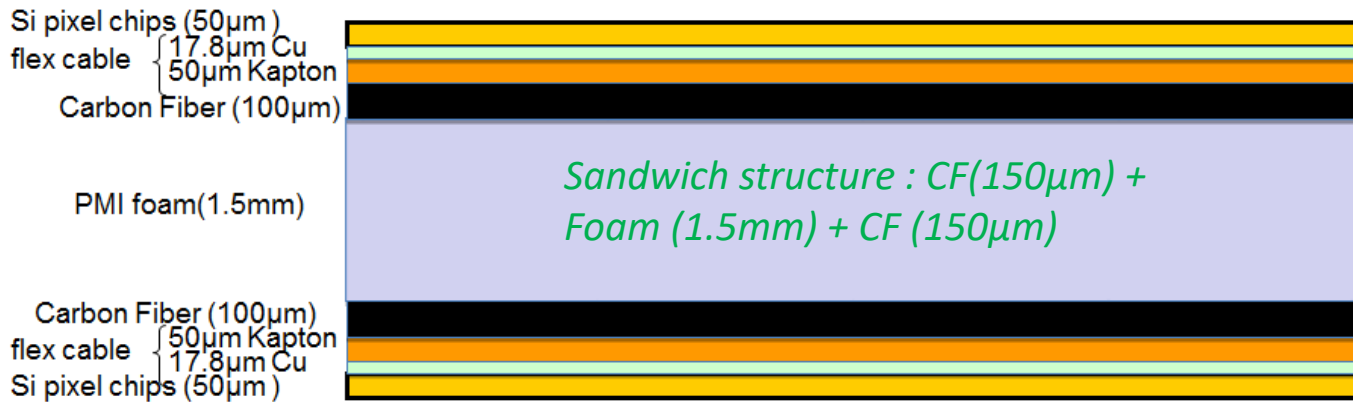 Si pixel chips (50μm )
flex cable { 17.8μm Cu
50μm Kapton
Carbon Fiber (100μm)
PMI foam(1.5mm)
Sandwich structure : CF(150μm) +
Foam (1.5mm) + CF (150μm)
Carbon Fiber (100μm)
flex cable { 50μm Kapton
17.8μm Cu
Si pixel chips (50μm )